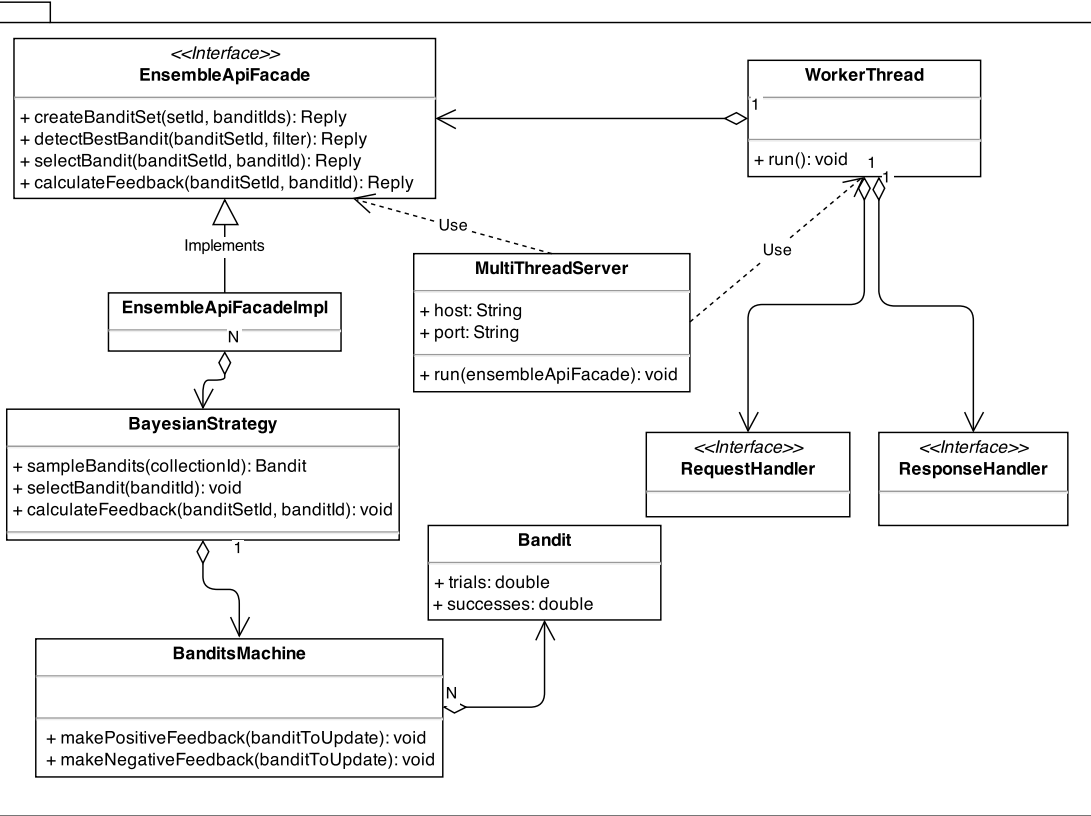 <<Interface>>
EnsembleApiFacade
+ createBanditSet(setId, banditIds): Reply
+ detectBestBandit(banditSetId, filter): Reply
+ selectBandit(banditSetId, banditId): Reply
+ calculateFeedback(banditSetId, banditId): Reply
WorkerThread
1
+ run(): void
1
1
Implements
Use
Use
MultiThreadServer
+ host: String
+ port: String
+ run(ensembleApiFacade): void
EnsembleApiFacadeImpl
N
BayesianStrategy
+ sampleBandits(collectionId): Bandit
+ selectBandit(banditId): void
+ calculateFeedback(banditSetId, banditId): void
1
<<Interface>>
RequestHandler
<<Interface>>
ResponseHandler
Bandit
+ trials: double
+ successes: double
BanditsMachine
N
+ makePositiveFeedback(banditToUpdate): void
+ makeNegativeFeedback(banditToUpdate): void